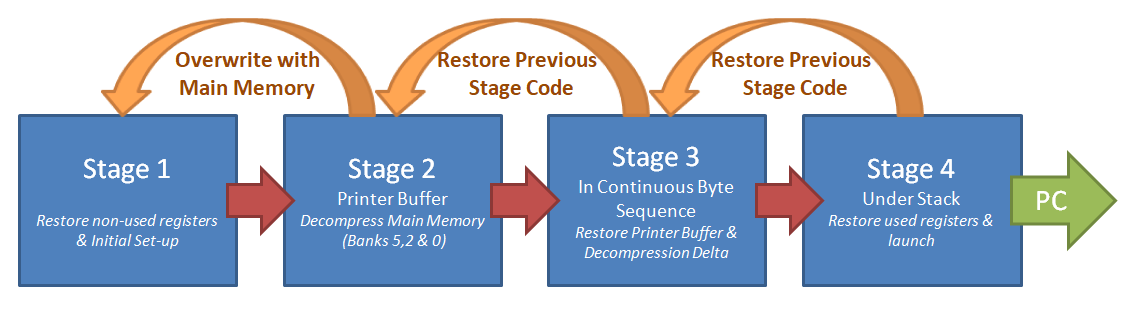 Overwrite with
Main Memory
Restore Previous
Stage Code
Restore Previous
Stage Code
Stage 1
Restore non-used registers
& Initial Set-up
Stage 2
Printer Buffer
Decompress Main Memory
(Banks 5,2 & 0)
Stage 3
In Continuous Byte
Sequence
Restore Printer Buffer &
Decompression Delta
Stage 4
Under Stack
Restore used registers &
launch
PC